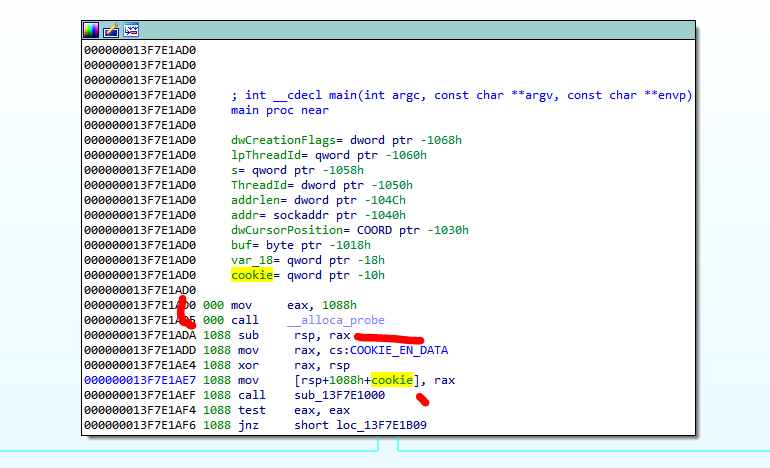 000000013F7E1AD0
000000013F7E1AD0
000000013F7E1AD0
000000013F7E1AD0 ; int __cdecl main(int argc, const char **argv, const char **envp)
000000013F7E1AD0 main proc near
000000013F7E1AD0
000000013F7E1AD0 dwCreationFlags= dword ptr -1068h
000000013F7E1AD0 lpThreadId= qword ptr -1060h
000000013F7E1AD0 s= qword ptr -1058h
000000013F7E1AD0 ThreadId= dword ptr -1050h
000000013F7E1AD0 addrlen= dword ptr -104Ch
000000013F7E1AD0 addr= sockaddr ptr -1040h
000000013F7E1AD0 dwCursorPosition= COORD ptr -1030h
000000013F7E1AD0 buf= byte ptr -1018h
000000013F7E1AD0 var_18= qword ptr -18h
000000013F7E1AD0 cookie= qword ptr -10h
000000013F7E1AD0
000000013F7E1AD0 000 mov eax, 1088h
000000013F7E1AD5 000 call __alloca_probe
000000013F7E1ADA 1088 sub rsp, rax
000000013F7E1ADD 1088 mov rax, cs:COOKIE_EN_DATA
000000013F7E1AE4 1088 xor rax, rsp
000000013F7E1AE7 1088 mov [rsp+1088h+cookie], rax
000000013F7E1AEF 1088 call sub_13F7E1000
000000013F7E1AF4 1088 test eax, eax
000000013F7E1AF6 1088 jnz short loc_13F7E1B09